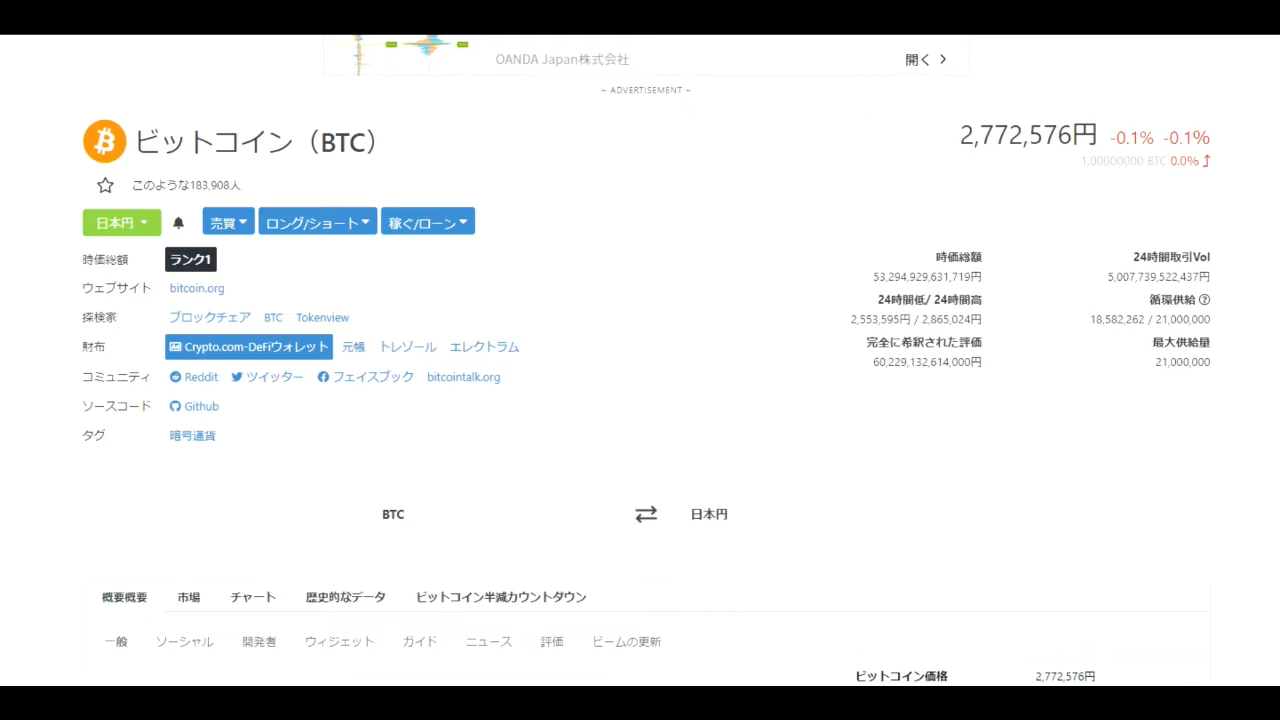 OANDA Japan株式会社
開く
~ ADVERTISEMENT ~
ビットコイン（BTC）
2,772,576円 -0.1% -0.1%
1.00000000 BTC 0.0%
このような183,908人
日本円 売買 ロング/ショート 稼ぐ/ローン
時価総額 ランク1
ウェブサイト bitcoin.org
探検家 ブロックチェア BTC Tokenview
財布 Crypto.com-DeFiウォレット 元帳 トレゾール エレクトラム
コミュニティ Reddit ツイッター フェイスブック bitcointalk.org
ソースコード Github
タグ 暗号通貨
時価総額 24時間取引Vol
53,294,929,631,719円 5,007,739,522,437円
24時間低/ 24時間高 循環供給
2,553,595円 / 2,865,024円 18,582,262 / 21,000,000
完全に希釈された評価 最大供給量
60,229,132,614,000円 21,000,000
BTC 日本円
概要概要 市場 チャート 歴史的なデータ ビットコイン半減カウントダウン
一般 ソーシャル 開発者 ウィジェット ガイド ニュース 評価 ビームの更新
ビットコイン価格 2,772,576円